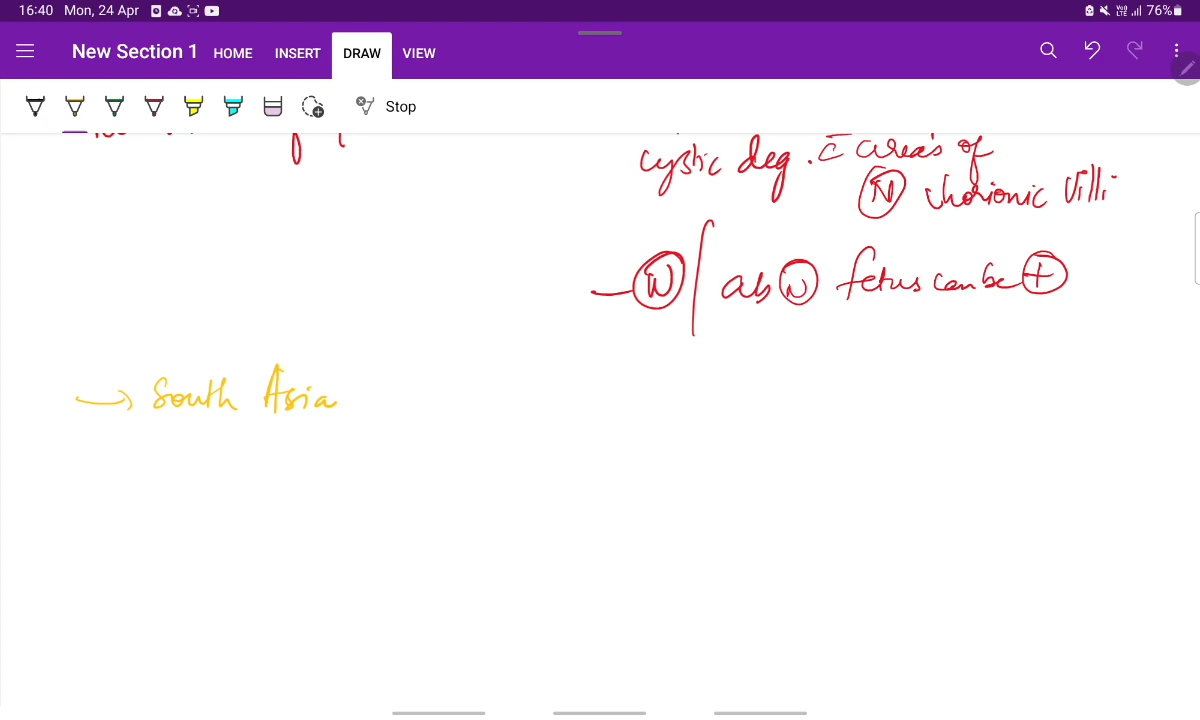 16:40 Mon, 24 Apr 76%
New Section 1 HOME INSERT DRAW VIEW
Stop
cystic deg. c̄ areas of
Ⓝ chorionic Villi
– Ⓝ / ab Ⓝ fetus can be ⊕
→ South Asia